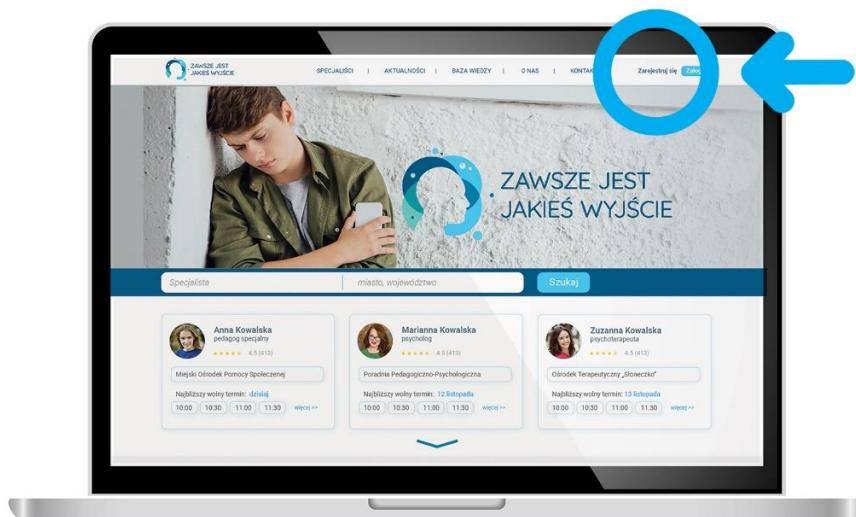 ZAWSZE JEST
JAKIEŚ WYJŚCIE
SPECJALIŚCI | AKTUALNOŚCI | BAZA WIEDZY | O NAS |
Zarejestruj się
ZAWSZE JEST
JAKIEŚ WYJŚCIE
Specjalista
miasto, województwo
Szukaj
Anna Kowalska
pedagog specjalny
4.5 (413)
Miejski Ośrodek Pomocy Społecznej
Najbliższy wolny termin: dzisiaj
10:00 10:30 11:00 11:30 więcej >>
Marianna Kowalska
psycholog
4.5 (413)
Poradnia Pedagogiczno-Psychologiczna
Najbliższy wolny termin: 12 listopada
10:00 10:30 11:00 11:30 więcej >>
Zuzanna Kowalska
psychoterapeuta
4.5 (413)
Ośrodek Terapeutyczny „Słoneczko"
Najbliższy wolny termin: 13 listopada
10:00 10:30 11:00 11:30 więcej >>